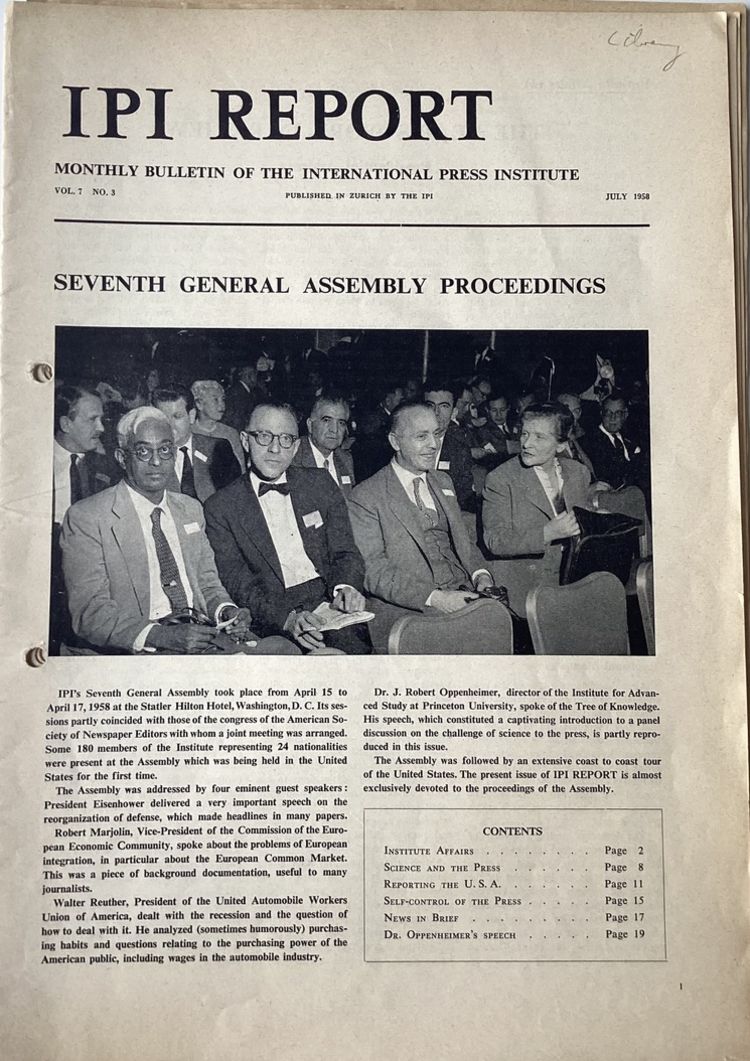 Library
IPI REPORT
MONTHLY BULLETIN OF THE INTERNATIONAL PRESS INSTITUTE
VOL. 7 NO. 3 PUBLISHED IN ZURICH BY THE IPI JULY 1958
SEVENTH GENERAL ASSEMBLY PROCEEDINGS
IPI's Seventh General Assembly took place from April 15 to
April 17, 1958 at the Statler Hilton Hotel, Washington, D. C. Its ses-
sions partly coincided with those of the congress of the American So-
ciety of Newspaper Editors with whom a joint meeting was arranged.
Some 180 members of the Institute representing 24 nationalities
were present at the Assembly which was being held in the United
States for the first time.
The Assembly was addressed by four eminent guest speakers:
President Eisenhower delivered a very important speech on the
reorganization of defense, which made headlines in many papers.
Robert Marjolin, Vice-President of the Commission of the Euro-
pean Economic Community, spoke about the problems of European
integration, in particular about the European Common Market.
This was a piece of background documentation, useful to many
journalists.
Walter Reuther, President of the United Automobile Workers
Union of America, dealt with the recession and the question of
how to deal with it. He analyzed (sometimes humorously) purchas-
ing habits and questions relating to the purchasing power of the
American public, including wages in the automobile industry.
Dr. J. Robert Oppenheimer, director of the Institute for Advan-
ced Study at Princeton University, spoke of the Tree of Knowledge.
His speech, which constituted a captivating introduction to a panel
discussion on the challenge of science to the press, is partly repro-
duced in this issue.
The Assembly was followed by an extensive coast to coast tour
of the United States. The present issue of IPI REPORT is almost
exclusively devoted to the proceedings of the Assembly.
CONTENTS
INSTITUTE AFFAIRS . . . . . . . . Page 2
SCIENCE AND THE PRESS . . . . . . . Page 8
REPORTING THE U. S. A. . . . . . . Page 11
SELF-CONTROL OF THE PRESS . . . . . Page 15
NEWS IN BRIEF . . . . . . . . . Page 17
DR. OPPENHEIMER'S SPEECH . . . . . Page 19
1